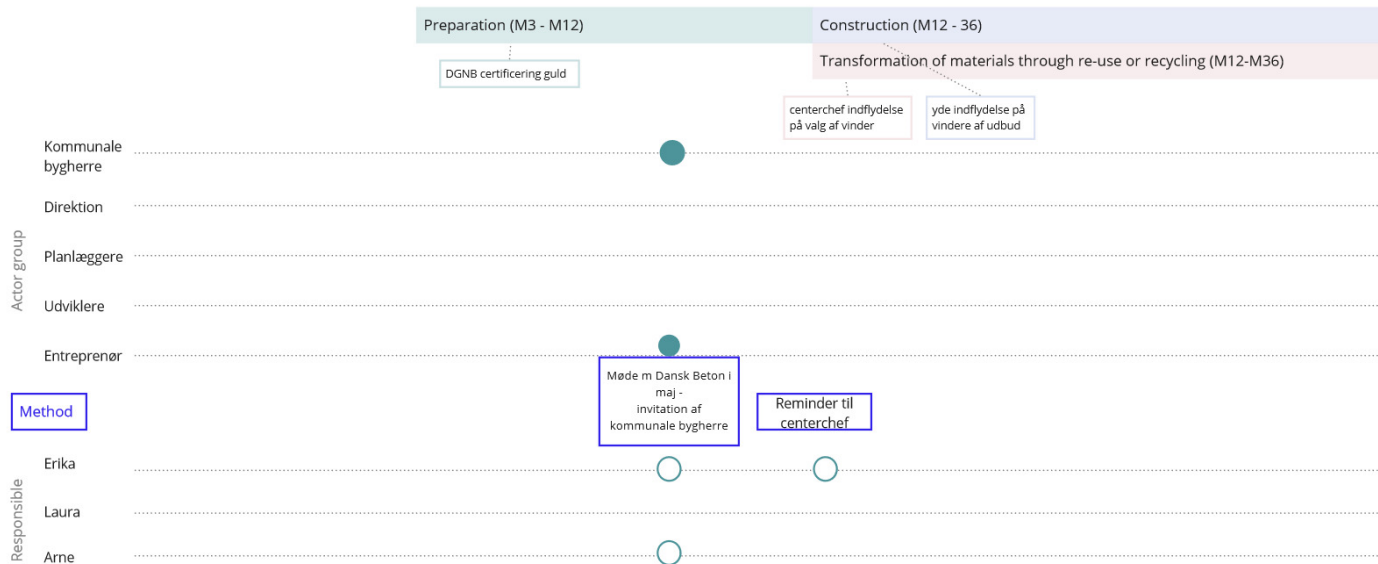 Preparation (M3 - M12)
Construction (M12 - 36)
Transformation of materials through re-use or recycling (M12-M36)
DGNB certificering guld
centerchef indflydelse
på valg af vinder
yde indflydelse på
vindere af udbud
Actor group
Kommunale
bygherre
Direktion
Planlæggere
Udviklere
Entreprenør
Method
Møde m Dansk Beton i
maj -
invitation af
kommunale bygherre
Reminder til
centerchef
Responsible
Erika
Laura
Arne